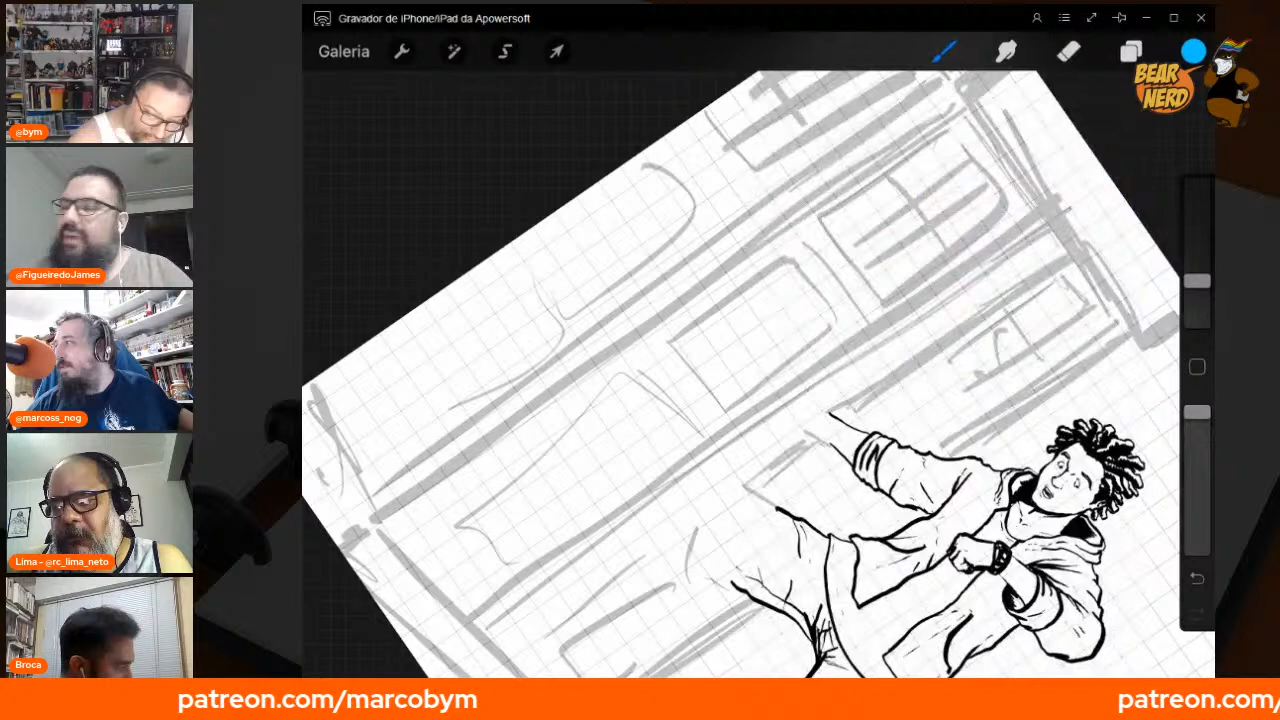 Gravador de iPhone/iPad da Apowersoft
Galeria
BEAR
NERD
@bym
@FigueiredoJames
@marcoss_nog
Lima - @rc_lima_neto
Broca
patreon.com/marcobym
patreon.com/